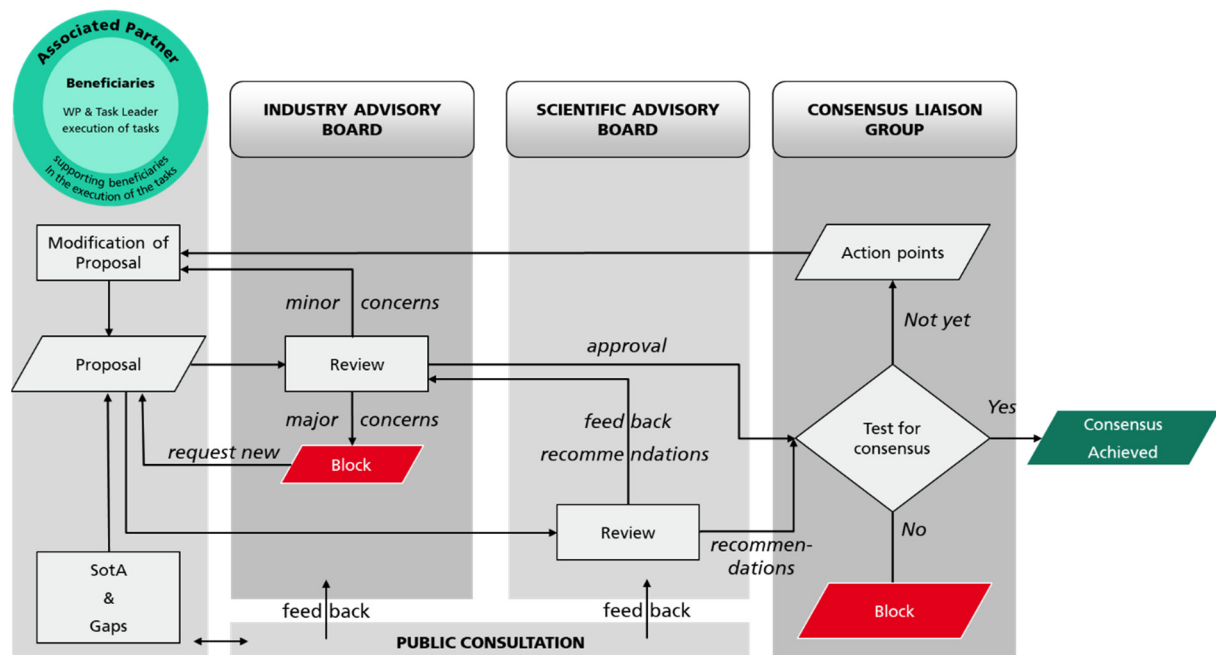 Associated Partner
Beneficiaries
WP & Task Leader
execution of tasks
supporting beneficiaries
In the execution of the tasks
INDUSTRY ADVISORY
BOARD
SCIENTIFIC ADVISORY
BOARD
CONSENSUS LIAISON
GROUP
Modification of
Proposal
Action points
minor concerns
Not yet
Proposal
Review
approval
major concerns
feed back
recomme ndations
Test for
consensus
Yes
Consensus
Achieved
request new
Block
Review
recommen-
dations
No
SotA
&
Gaps
Block
feed back
feed back
PUBLIC CONSULTATION